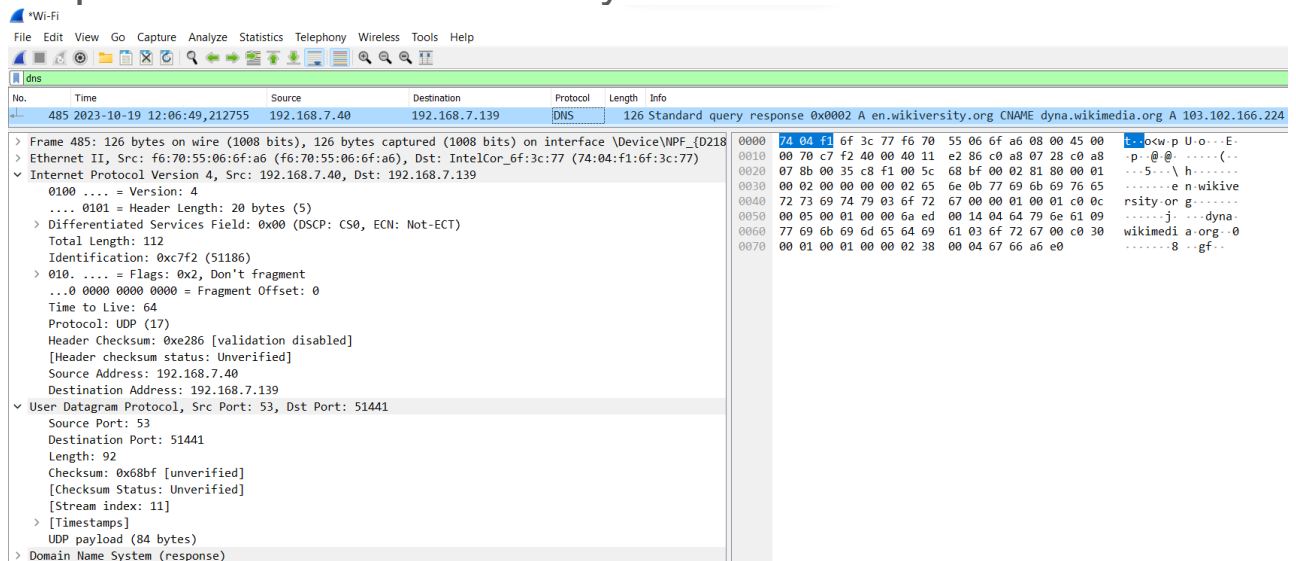 *Wi-Fi
File Edit View Go Capture Analyze Statistics Telephony Wireless Tools Help
dns
No. Time Source Destination Protocol Length Info
485 2023-10-19 12:06:49,212755 192.168.7.40 192.168.7.139 DNS 126 Standard query response 0x0002 A en.wikiversity.org CNAME dyna.wikimedia.org A 103.102.166.224
> Frame 485: 126 bytes on wire (1008 bits), 126 bytes captured (1008 bits) on interface \Device\NPF_{D218
> Ethernet II, Src: f6:70:55:06:6f:a6 (f6:70:55:06:6f:a6), Dst: IntelCor_6f:3c:77 (74:04:f1:6f:3c:77)
Internet Protocol Version 4, Src: 192.168.7.40, Dst: 192.168.7.139
0100 .... = Version: 4
.... 0101 = Header Length: 20 bytes (5)
> Differentiated Services Field: 0x00 (DSCP: CS0, ECN: Not-ECT)
Total Length: 112
Identification: 0xc7f2 (51186)
> 010. .... = Flags: 0x2, Don't fragment
...0 0000 0000 0000 = Fragment Offset: 0
Time to Live: 64
Protocol: UDP (17)
Header Checksum: 0xe286 [validation disabled]
[Header checksum status: Unverified]
Source Address: 192.168.7.40
Destination Address: 192.168.7.139
User Datagram Protocol, Src Port: 53, Dst Port: 51441
Source Port: 53
Destination Port: 51441
Length: 92
Checksum: 0x68bf [unverified]
[Checksum Status: Unverified]
[Stream index: 11]
> [Timestamps]
UDP payload (84 bytes)
> Domain Name System (response)
0000 74 04 f1 6f 3c 77 f6 70 55 06 6f a6 08 00 45 00 t··o<w·p U·o···E·
0010 00 70 c7 f2 40 00 40 11 e2 86 c0 a8 07 28 c0 a8 ·p··@·@· ·····(··
0020 07 8b 00 35 c8 f1 00 5c 68 bf 00 02 81 80 00 01 ···5···\ h·······
0030 00 02 00 00 00 00 02 65 6e 0b 77 69 6b 69 76 65 ·······e n·wikive
0040 72 73 69 74 79 03 6f 72 67 00 00 01 00 01 c0 0c rsity·or g·······
0050 00 05 00 01 00 00 6a ed 00 14 04 64 79 6e 61 09 ······j· ···dyna·
0060 77 69 6b 69 6d 65 64 69 61 03 6f 72 67 00 c0 30 wikimedi a·org··0
0070 00 01 00 01 00 00 02 38 00 04 67 66 a6 e0 ·······8 ··gf··